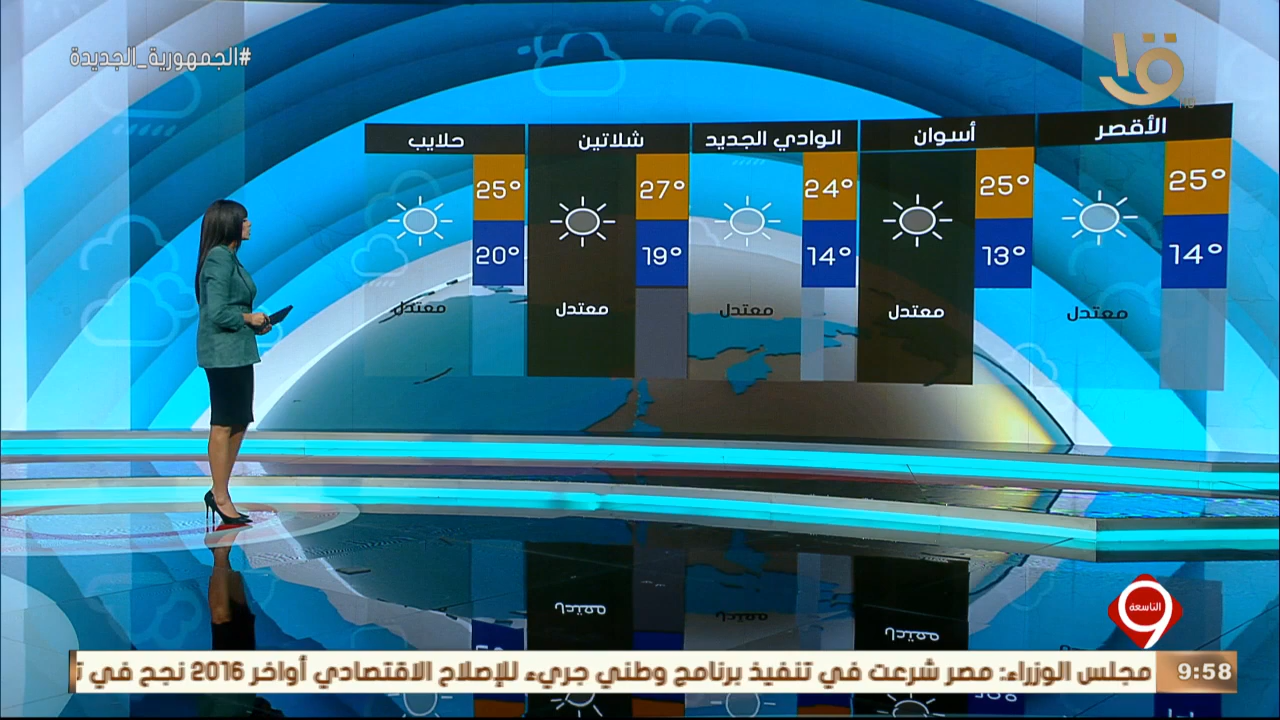 #الجمهورية_الجديدة
الأقصر
25°
14°
معتدل
أسوان
25°
13°
معتدل
الوادي الجديد
24°
14°
معتدل
شلاتين
27°
19°
معتدل
حلايب
25°
20°
معتدل
التاسعة
9
9:58
مجلس الوزراء: مصر شرعت في تنفيذ برنامج وطني جريء للإصلاح الاقتصادي أواخر 2016 نجح في